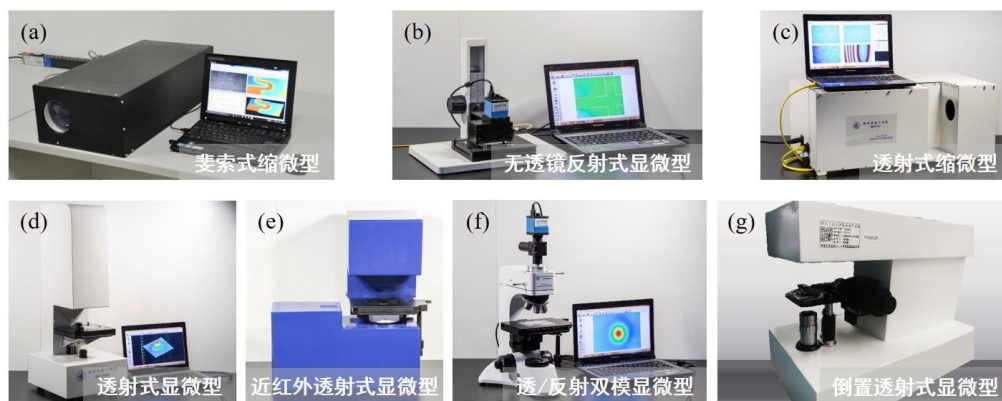 (a)
斐索式缩微型
(b)
无透镜反射式显微型
(c)
透射式缩微型
(d)
透射式显微型
(e)
近红外透射式显微型
(f)
透/反射双模显微型
(g)
倒置透射式显微型